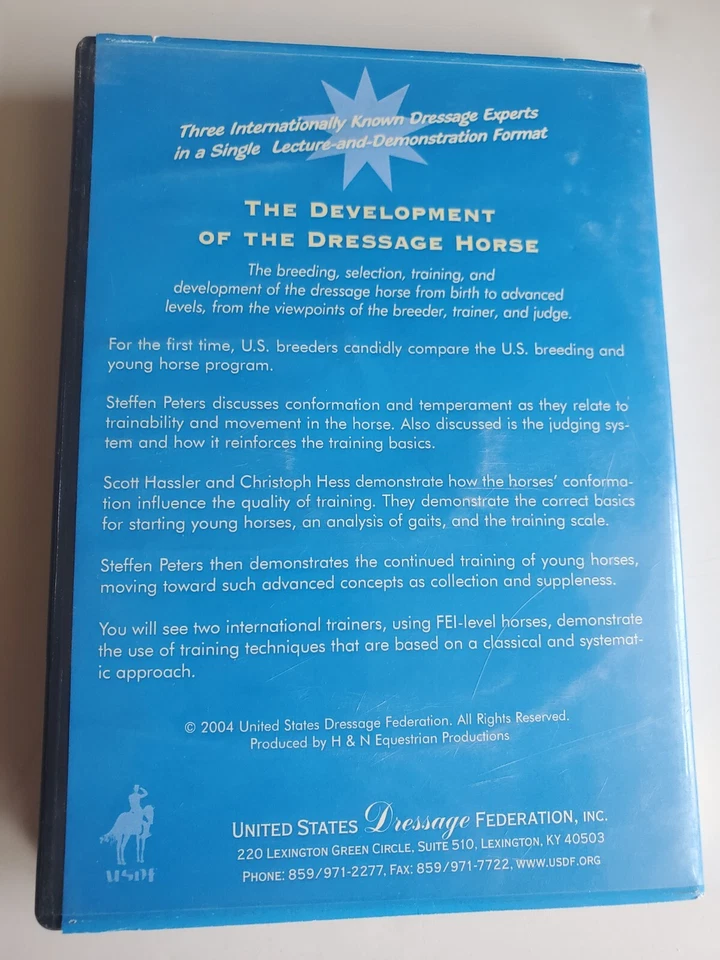 Three Internationally Known Dressage Experts
in a Single Lecture-and-Demonstration Format
THE DEVELOPMENT
OF THE DRESSAGE HORSE
The breeding, selection, training, and
development of the dressage horse from birth to advanced
levels, from the viewpoints of the breeder, trainer, and judge.
For the first time, U.S. breeders candidly compare the U.S. breeding and
young horse program.
Steffen Peters discusses conformation and temperament as they relate to
trainability and movement in the horse. Also discussed is the judging sys-
tem and how it reinforces the training basics.
Scott Hassler and Christoph Hess demonstrate how the horses' conforma-
tion influence the quality of training. They demonstrate the correct basics
for starting young horses, an analysis of gaits, and the training scale.
Steffen Peters then demonstrates the continued training of young horses,
moving toward such advanced concepts as collection and suppleness.
You will see two international trainers, using FEI-level horses, demonstrate
the use of training techniques that are based on a classical and systemat-
ic approach.
© 2004 United States Dressage Federation. All Rights Reserved.
Produced by H & N Equestrian Productions
UNITED STATES Dressage FEDERATION, INC.
220 LEXINGTON GREEN CIRCLE, SUITE 510, LEXINGTON, KY 40503
PHONE: 859/971-2277, FAX: 859/971-7722, WWW.USDF.ORG
USDF